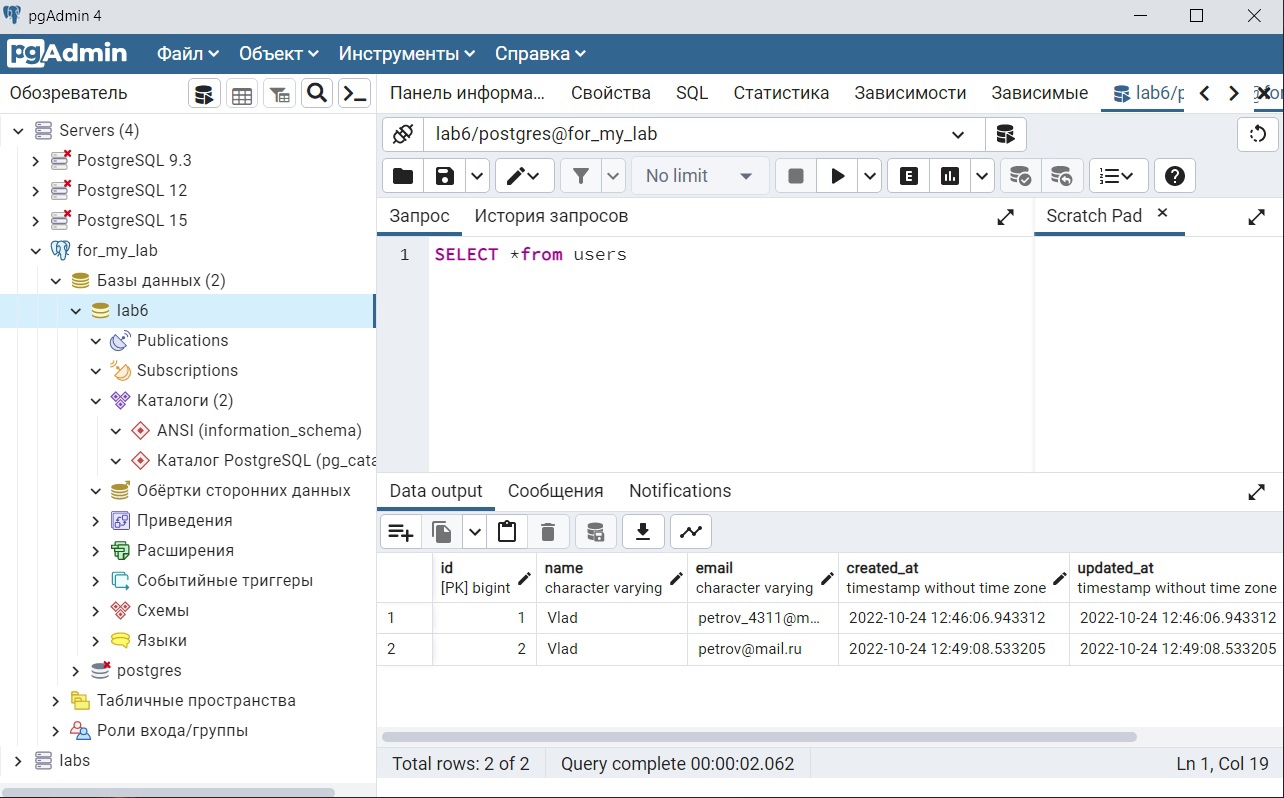 pgAdmin 4
pgAdmin Файл Объект Инструменты Справка
Обозреватель
Панель информа... Свойства SQL Статистика Зависимости Зависимые lab6/p
Servers (4)
PostgreSQL 9.3
PostgreSQL 12
PostgreSQL 15
for_my_lab
Базы данных (2)
lab6
Publications
Subscriptions
Каталоги (2)
ANSI (information_schema)
Каталог PostgreSQL (pg_cata
Обёртки сторонних данных
Приведения
Расширения
Событийные триггеры
Схемы
Языки
postgres
Табличные пространства
Роли входа/группы
labs
lab6/postgres@for_my_lab
No limit
E
Запрос История запросов
Scratch Pad
1 SELECT *from users
Data output Сообщения Notifications
id name email created_at updated_at
[PK] bigint character varying character varying timestamp without time zone timestamp without time zone
1 1 Vlad petrov_4311@m... 2022-10-24 12:46:06.943312 2022-10-24 12:46:06.943312
2 2 Vlad petrov@mail.ru 2022-10-24 12:49:08.533205 2022-10-24 12:49:08.533205
Total rows: 2 of 2 Query complete 00:00:02.062 Ln 1, Col 19